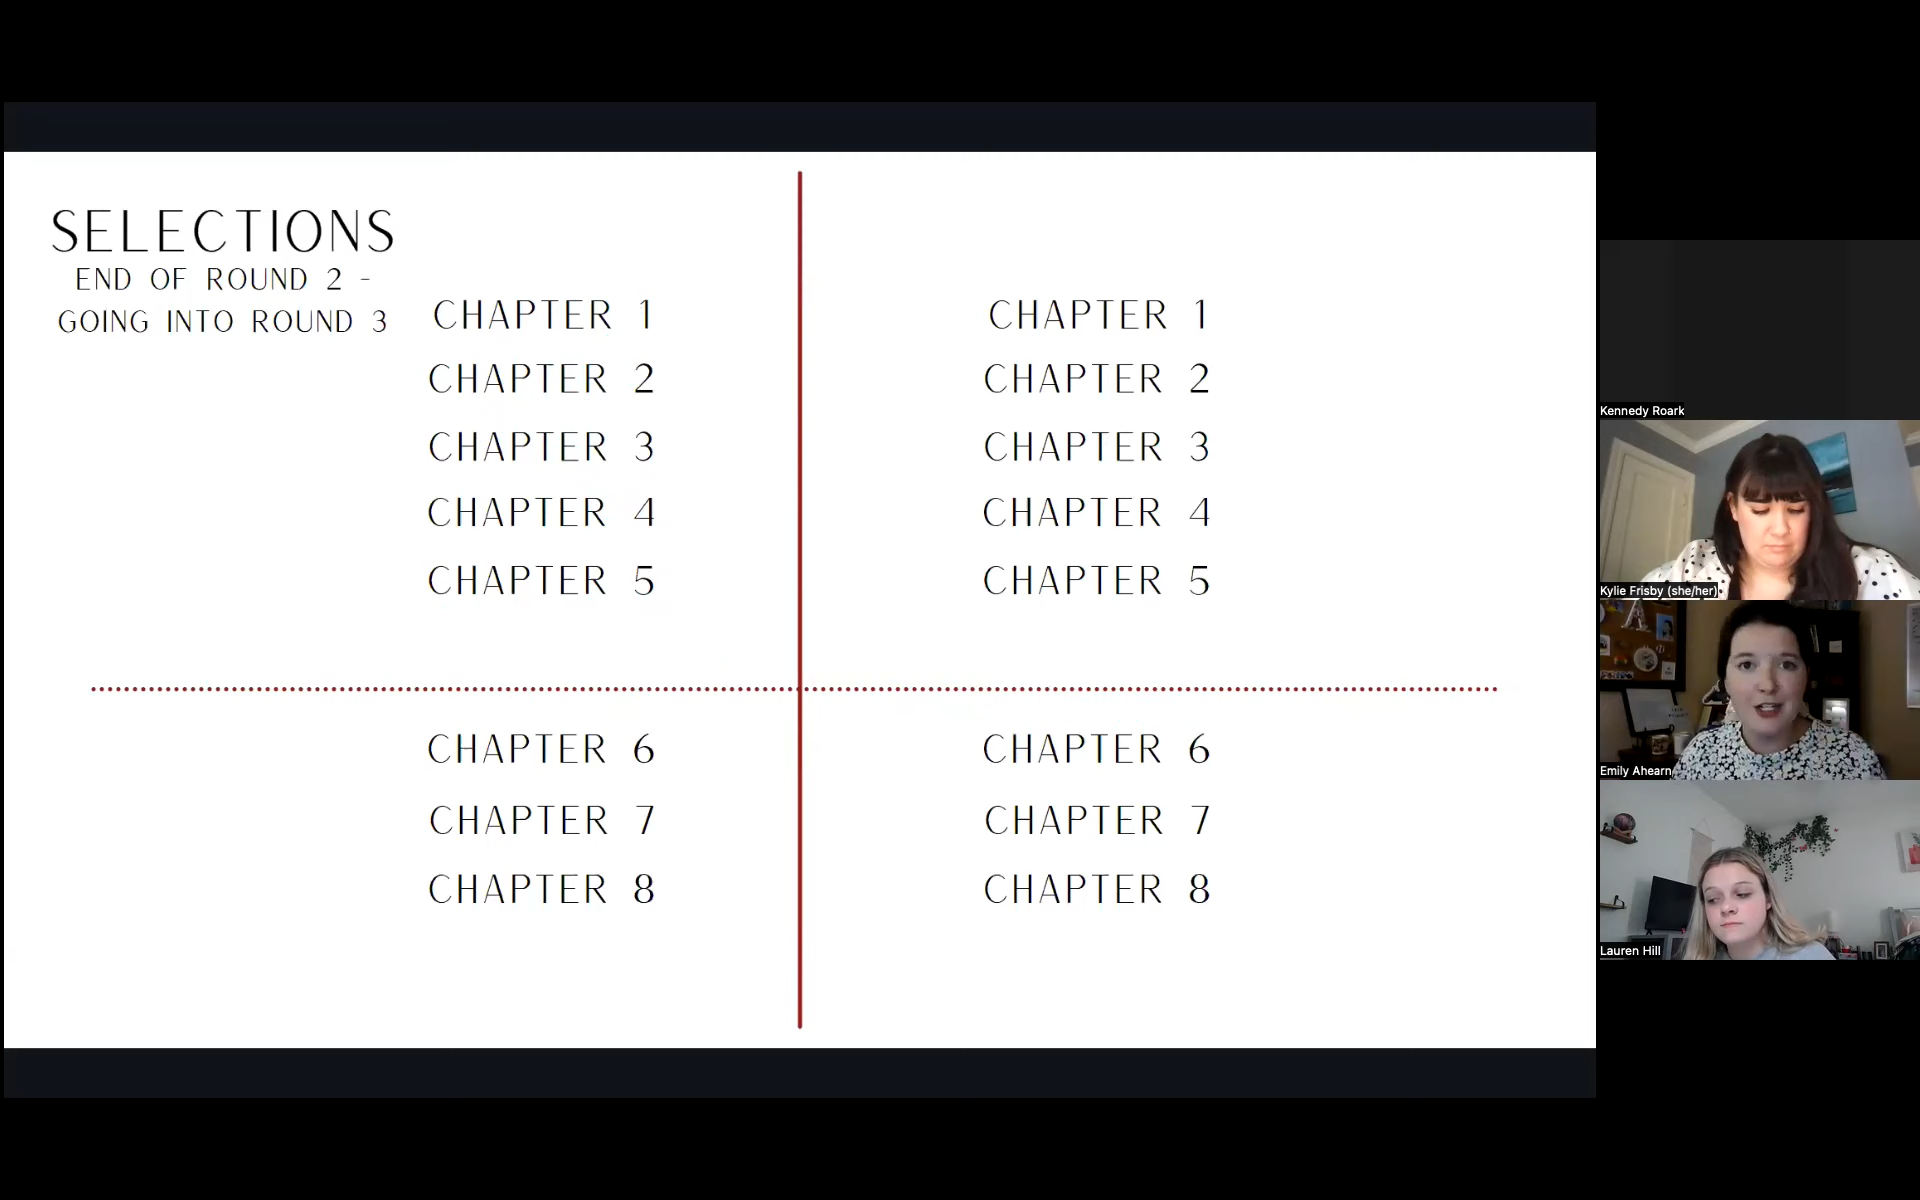 SELECTIONS
END OF ROUND 2 -
GOING INTO ROUND 3
CHAPTER 1
CHAPTER 2
CHAPTER 3
CHAPTER 4
CHAPTER 5
CHAPTER 6
CHAPTER 7
CHAPTER 8
CHAPTER 1
CHAPTER 2
CHAPTER 3
CHAPTER 4
CHAPTER 5
CHAPTER 6
CHAPTER 7
CHAPTER 8
Kennedy Roark
Kylie Frisby (she/her)
A
Emily Ahearn
Lauren Hill